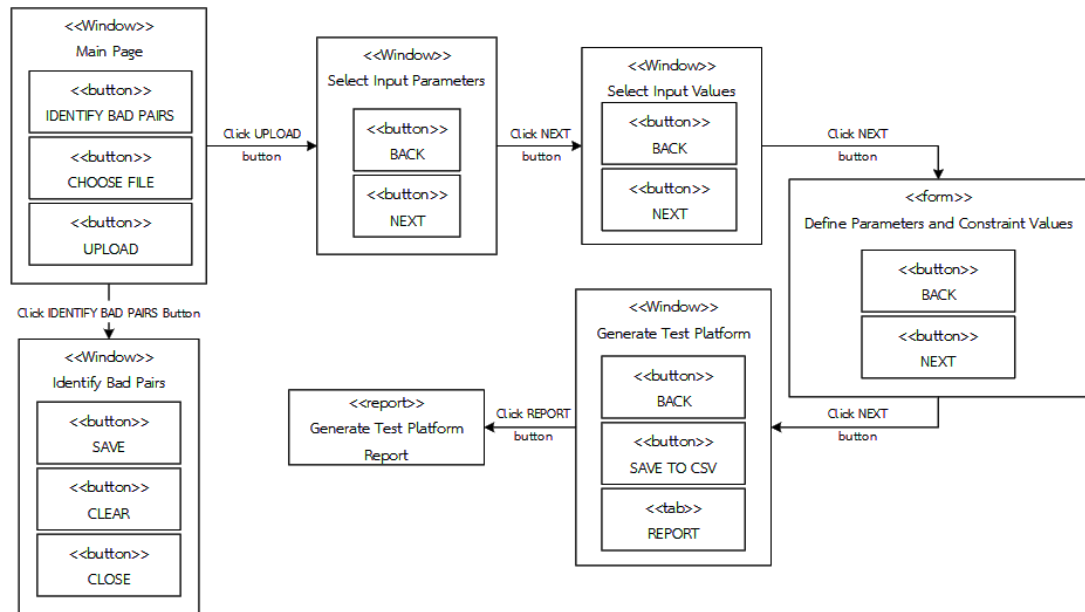 <<Window>>
Main Page
<<button>>
IDENTIFY BAD PAIRS
<<button>>
CHOOSE FILE
<<button>>
UPLOAD
Click UPLOAD
button
<<Window>>
Select Input Parameters
<<button>>
BACK
<<button>>
NEXT
Click NEXT
button
<<Window>>
Select Input Values
<<button>>
BACK
<<button>>
NEXT
Click NEXT
button
<<form>>
Define Parameters and Constraint Values
<<button>>
BACK
<<button>>
NEXT
Click NEXT
button
<<Window>>
Generate Test Platform
<<button>>
BACK
<<button>>
SAVE TO CSV
<<tab>>
REPORT
Click REPORT
button
<<report>>
Generate Test Platform
Report
Click IDENTIFY BAD PAIRS Button
<<Window>>
Identify Bad Pairs
<<button>>
SAVE
<<button>>
CLEAR
<<button>>
CLOSE